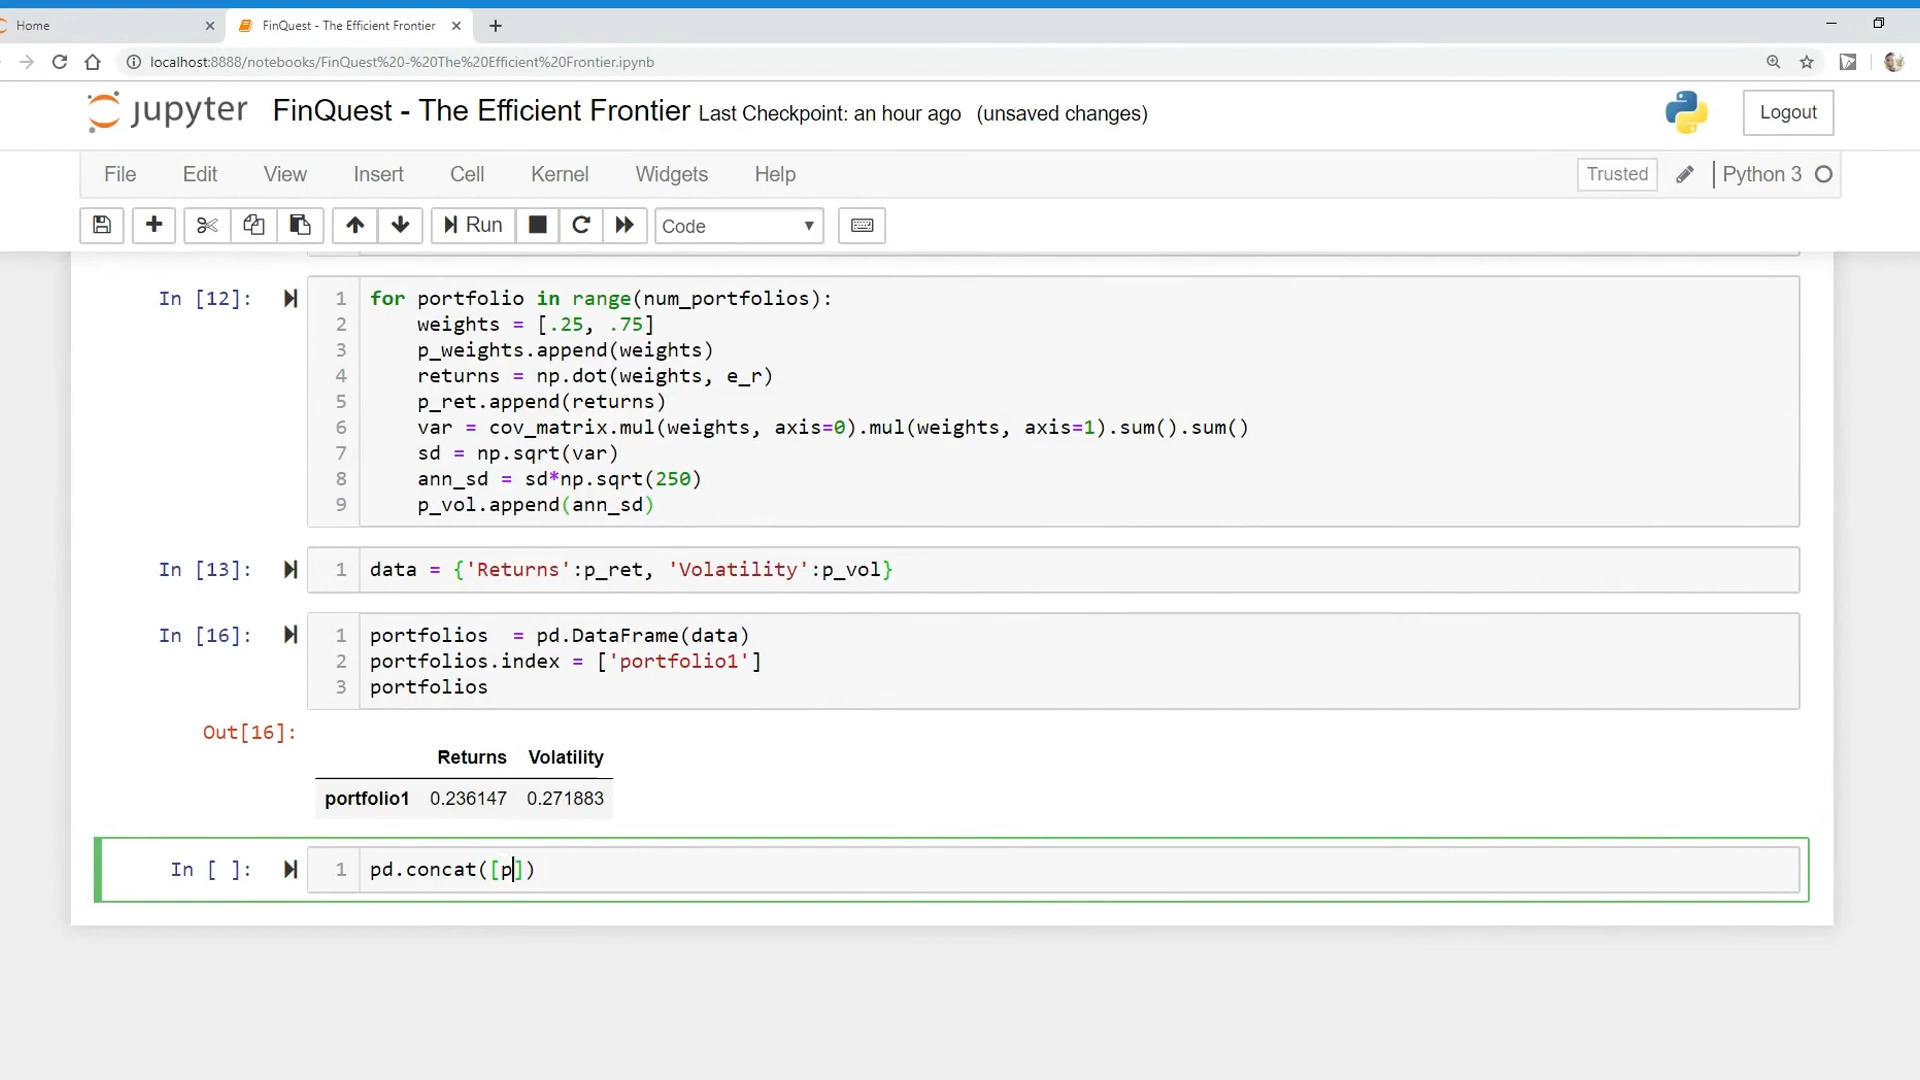 Home
FinQuest - The Efficient Frontier
localhost:8888/notebooks/FinQuest%20-%20The%20Efficient%20Frontier.ipynb
jupyter FinQuest - The Efficient Frontier Last Checkpoint: an hour ago (unsaved changes) Logout
File Edit View Insert Cell Kernel Widgets Help Trusted Python 3
Run Code
In [12]:
1 for portfolio in range(num_portfolios):
2 weights = [.25, .75]
3 p_weights.append(weights)
4 returns = np.dot(weights, e_r)
5 p_ret.append(returns)
6 var = cov_matrix.mul(weights, axis=0).mul(weights, axis=1).sum().sum()
7 sd = np.sqrt(var)
8 ann_sd = sd*np.sqrt(250)
9 p_vol.append(ann_sd)
In [13]: 1 data = {'Returns':p_ret, 'Volatility':p_vol}
In [16]: 1 portfolios  = pd.DataFrame(data)
2 portfolios.index = ['portfolio1']
3 portfolios
Out[16]:
Returns Volatility
portfolio1 0.236147 0.271883
In [ ]: 1 pd.concat([p])